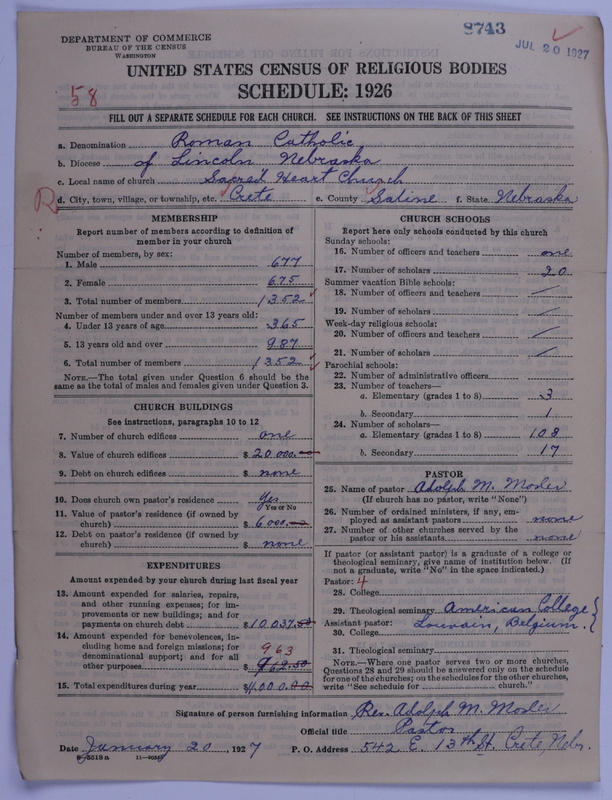 8743
JUL 20 1927
DEPARTMENT OF COMMERCE
BUREAU OF THE CENSUS
WASHINGTON
UNITED STATES CENSUS OF RELIGIOUS BODIES
SCHEDULE: 1926
58
FILL OUT A SEPARATE SCHEDULE FOR EACH CHURCH. SEE INSTRUCTIONS ON THE BACK OF THIS SHEET
a. Denomination Roman Catholic
b. Diocese of Lincoln Nebraska
c. Local name of church Sacred Heart Church
R d. City, town, village, or township, etc. Crete e. County Saline f. State Nebraska
MEMBERSHIP
Report number of members according to definition of
member in your church
Number of members, by sex:
1. Male 677
2. Female 675
3. Total number of members 1352
Number of members under and over 13 years old:
4. Under 13 years of age 365
5. 13 years old and over 987
6. Total number of members 1352
NOTE.—The total given under Question 6 should be the
same as the total of males and females given under Question 3.
CHURCH BUILDINGS
See instructions, paragraphs 10 to 12
7. Number of church edifices one
8. Value of church edifices $ 20.000.00
9. Debt on church edifices $ none
10. Does church own pastor's residence Yes
Yes or No
11. Value of pastor's residence (if owned by
church) $ 6000.00
12. Debt on pastor's residence (if owned by
church) $ none
EXPENDITURES
Amount expended by your church during last fiscal year
13. Amount expended for salaries, repairs,
and other running expenses; for im-
provements or new buildings; and for
payments on church debt $ 10,037.50
14. Amount expended for benevolences, in-
cluding home and foreign missions; for
denominational support; and for all 963
other purposes $ 962.50
15. Total expenditures during year $ 11,000.00
CHURCH SCHOOLS
Report here only schools conducted by this church
Sunday schools:
16. Number of officers and teachers one
17. Number of scholars 20
Summer vacation Bible schools:
18. Number of officers and teachers
19. Number of scholars
Week-day religious schools:
20. Number of officers and teachers
21. Number of scholars
Parochial schools:
22. Number of administrative officers
23. Number of teachers—
a. Elementary (grades 1 to 8) 3
b. Secondary 1
24. Number of scholars—
a. Elementary (grades 1 to 8) 108
b. Secondary 17
PASTOR
25. Name of pastor Adolph M. Mosler
(If church has no pastor, write "None")
26. Number of ordained ministers, if any, em-
ployed as assistant pastors none
27. Number of other churches served by the
pastor or his assistants none
If pastor (or assistant pastor) is a graduate of a college or
theological seminary, give name of institution below. (If
not a graduate, write "No" in the space indicated.)
Pastor: 4
28. College
29. Theological seminary American College
Assistant pastor: Louvain, Belgium.
30. College
31. Theological seminary
NOTE.—Where one pastor serves two or more churches,
Questions 28 and 29 should be answered only on the schedule
for one of the churches; on the schedules for the other churches,
write "See schedule for church."
Signature of person furnishing information Rev. Adolph M. Mosler
Official title Pastor
Date January 20, 1927 P. O. Address 542 E. 13th St. Crete, Nebr.